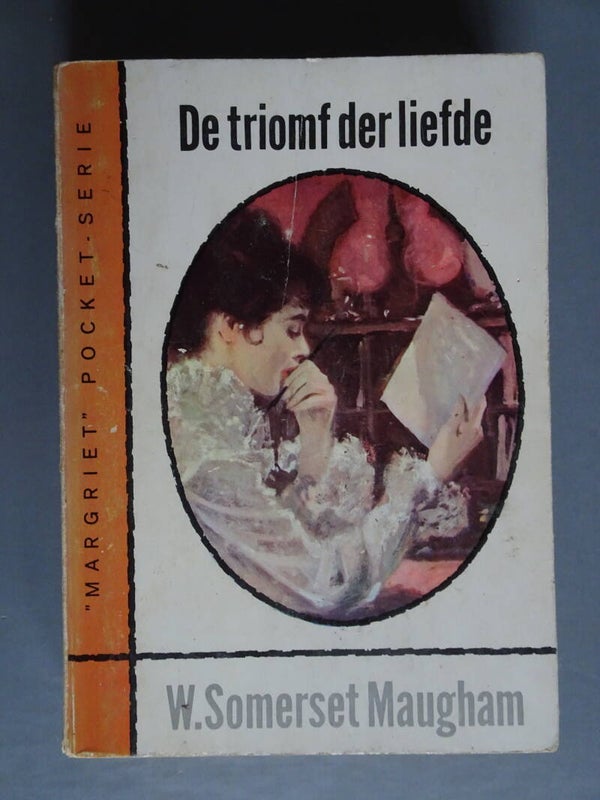 De triomf der liefde
"MARGRIET" POCKET-SERIE
W. Somerset Maugham